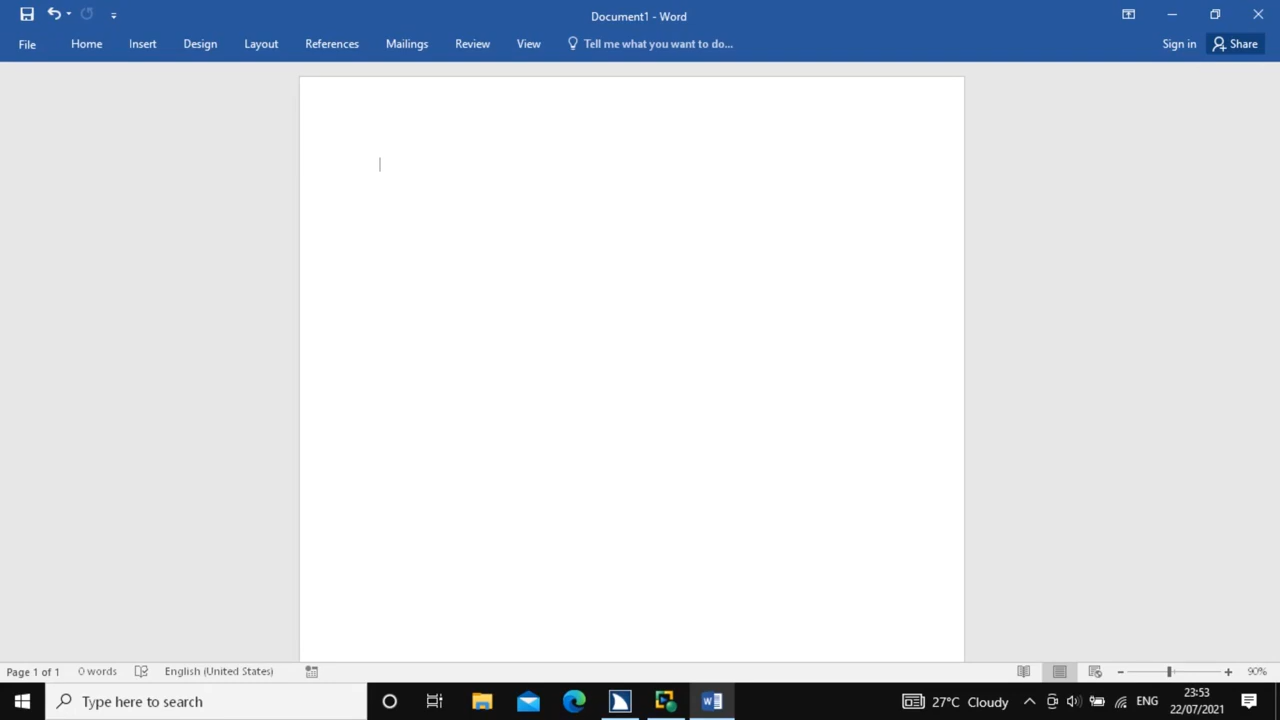 Document1 - Word
File Home Insert Design Layout References Mailings Review View Tell me what you want to do... Sign in Share
Page 1 of 1 0 words English (United States) 90%
Type here to search 27°C Cloudy ENG 23:53
22/07/2021